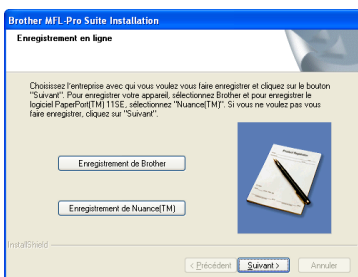 Brother MFL-Pro Suite Installation
Enregistrement en ligne
Choisissez l'entreprise avec qui vous voulez vous faire enregistrer et cliquez sur le bouton
"Suivant". Pour enregistrer votre appareil, sélectionnez Brother et pour enregistrer le
logiciel PaperPort(TM) 11SE, sélectionnez "Nuance(TM)". Si vous ne voulez pas vous
faire enregistrer, cliquez sur "Suivant".
Enregistrement de Brother
Enregistrement de Nuance(TM)
InstallShield
< Précédent
Suivant >
Annuler